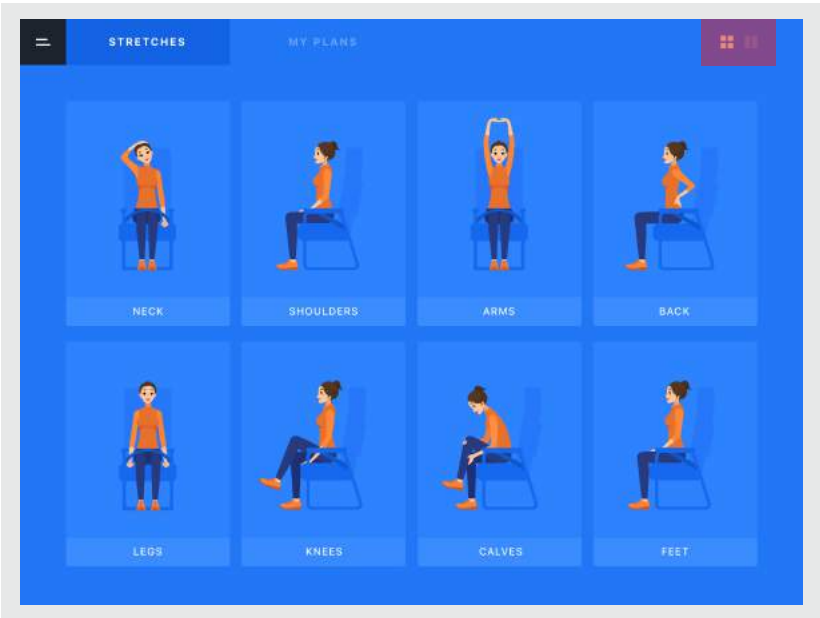 STRETCHES
MY PLANS
NECK
SHOULDERS
ARMS
BACK
LEGS
KNEES
CALVES
FEET